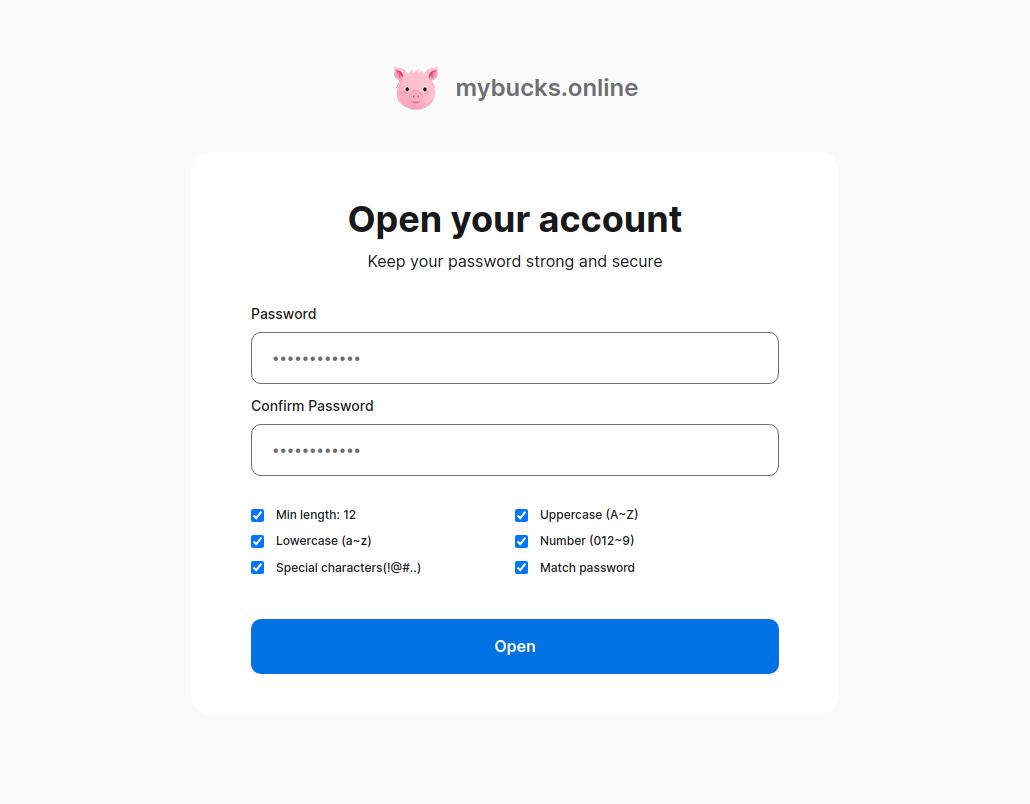 mybucks.online
Open your account
Keep your password strong and secure
Password
••••••••••••
Confirm Password
••••••••••••
Min length: 12
Uppercase (A~Z)
Lowercase (a~z)
Number (012~9)
Special characters(!@#..)
Match password
Open